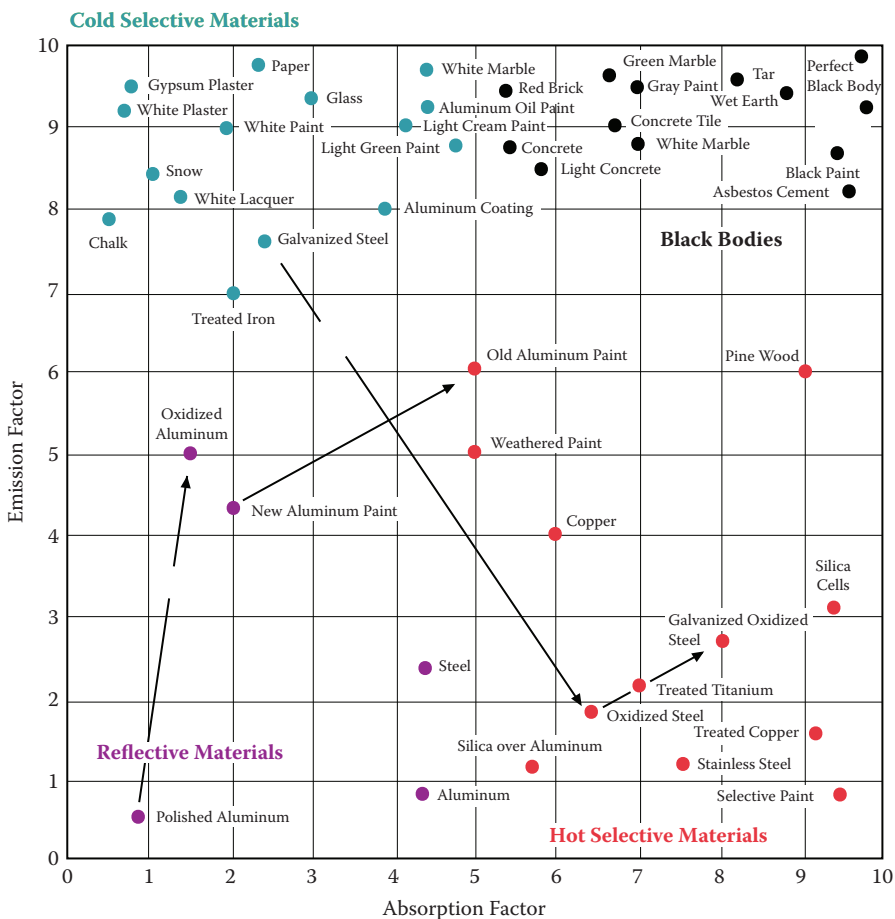 Cold Selective Materials
10
Paper
White Marble
Green Marble
Tar
Perfect
Black Body
Gypsum Plaster
Glass
Red Brick
Gray Paint
Wet Earth
White Plaster
Aluminum Oil Paint
9
White Paint
Light Cream Paint
Concrete Tile
Light Green Paint
Concrete
White Marble
Snow
Light Concrete
Black Paint
White Lacquer
Asbestos Cement
8
Aluminum Coating
Chalk
Galvanized Steel
Black Bodies
7
Treated Iron
6
Old Aluminum Paint
Pine Wood
Emission Factor
Oxidized
Aluminum
5
Weathered Paint
New Aluminum Paint
Copper
4
Silica
Cells
3
Galvanized Oxidized
Steel
Steel
Treated Titanium
2
Oxidized Steel
Treated Copper
Reflective Materials
Silica over Aluminum
Stainless Steel
1
Aluminum
Selective Paint
Polished Aluminum
Hot Selective Materials
0
0 1 2 3 4 5 6 7 8 9 10
Absorption Factor